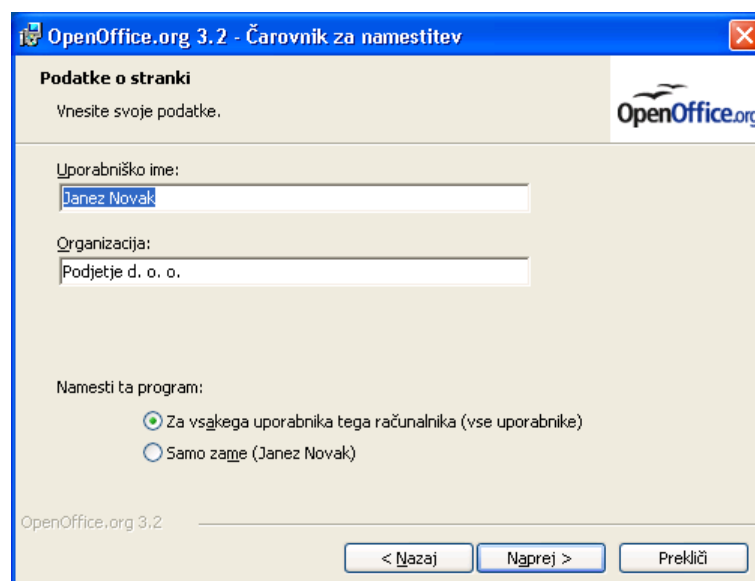 OpenOffice.org 3.2 - Čarovnik za namestitev
Podatke o stranki
Vnesite svoje podatke.
OpenOffice.org
Uporabniško ime:
Janez Novak
Organizacija:
Podjetje d. o. o.
Namesti ta program:
Za vsakega uporabnika tega računalnika (vse uporabnike)
Samo zame (Janez Novak)
OpenOffice.org 3.2
< Nazaj Naprej > Prekliči